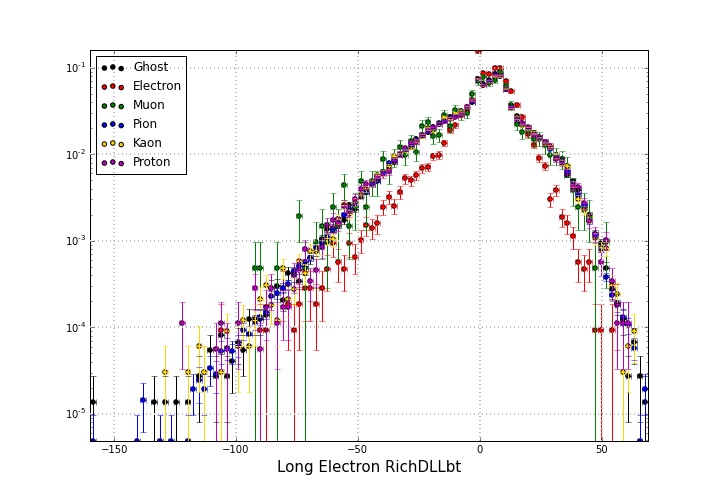 10⁻¹
10⁻²
10⁻³
10⁻⁴
10⁻⁵
Ghost
Electron
Muon
Pion
Kaon
Proton
−150 −100 −50 0 50
Long Electron RichDLLbt